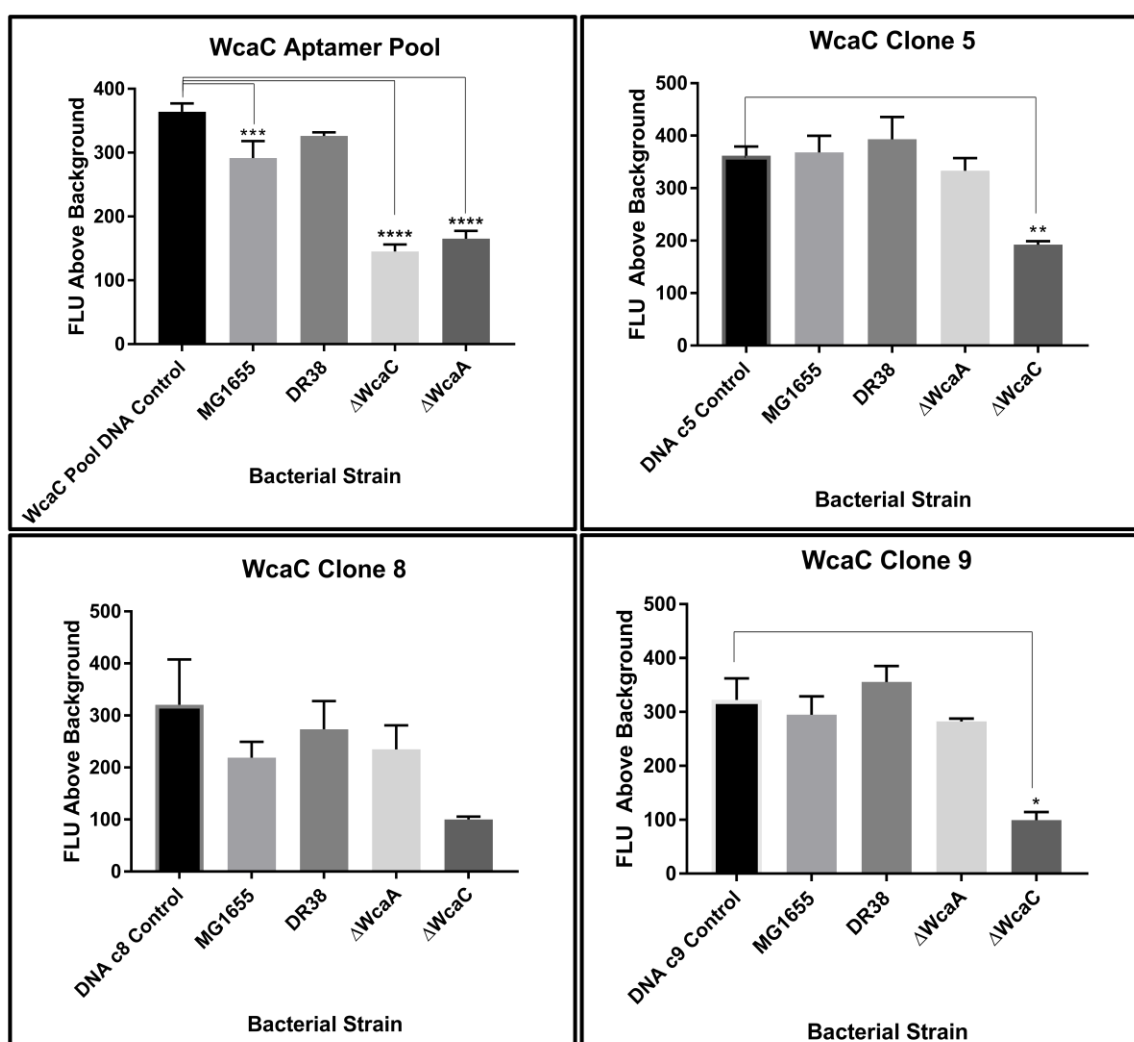 WcaC Aptamer Pool
FLU Above Background
400
300
200
100
0
***
****
****
WcaC Pool DNA Control
MG1655
DR38
ΔWcaC
ΔWcaA
Bacterial Strain
WcaC Clone 5
FLU Above Background
500
400
300
200
100
0
**
DNA c5 Control
MG1655
DR38
ΔWcaA
ΔWcaC
Bacterial Strain
WcaC Clone 8
FLU Above Background
500
400
300
200
100
0
DNA c8 Control
MG1655
DR38
ΔWcaA
ΔWcaC
Bacterial Strain
WcaC Clone 9
FLU Above Background
500
400
300
200
100
0
*
DNA c9 Control
MG1655
DR38
ΔWcaA
ΔWcaC
Bacterial Strain